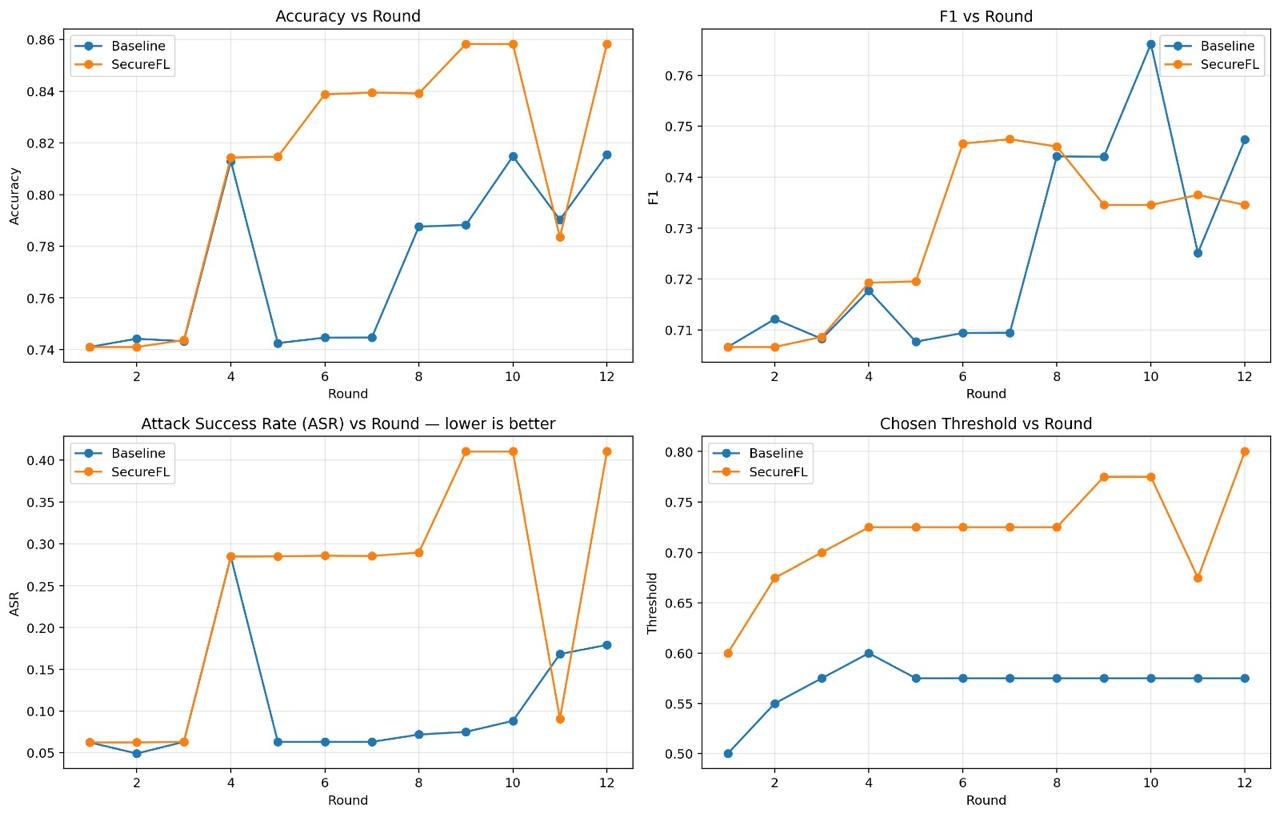 Accuracy vs Round
Baseline
SecureFL
0.86
0.84
0.82
0.80
0.78
0.76
0.74
Accuracy
2 4 6 8 10 12
Round
F1 vs Round
Baseline
SecureFL
0.76
0.75
0.74
0.73
0.72
0.71
F1
2 4 6 8 10 12
Round
Attack Success Rate (ASR) vs Round — lower is better
Baseline
SecureFL
0.40
0.35
0.30
0.25
0.20
0.15
0.10
0.05
ASR
2 4 6 8 10 12
Round
Chosen Threshold vs Round
Baseline
SecureFL
0.80
0.75
0.70
0.65
0.60
0.55
0.50
Threshold
2 4 6 8 10 12
Round